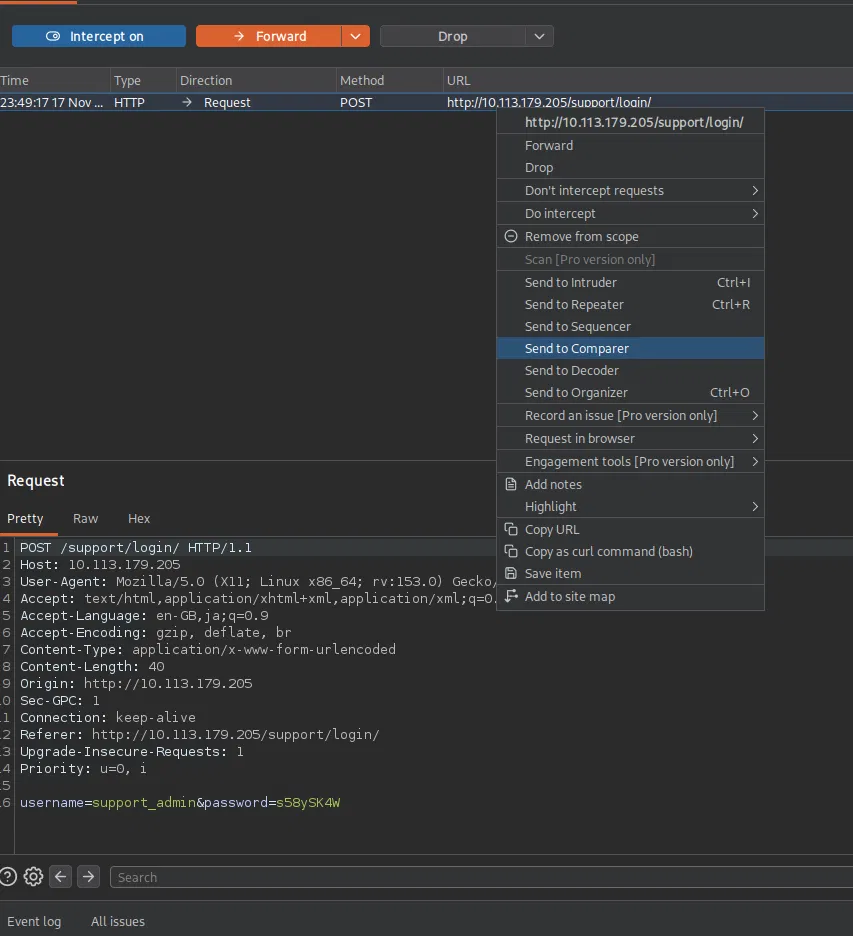 Intercept on Forward Drop
Time Type Direction Method URL
23:49:17 17 Nov ... HTTP Request POST http://10.113.179.205/support/login/
http://10.113.179.205/support/login/
Forward
Drop
Don't intercept requests
Do intercept
Remove from scope
Scan [Pro version only]
Send to Intruder Ctrl+I
Send to Repeater Ctrl+R
Send to Sequencer
Send to Comparer
Send to Decoder
Send to Organizer Ctrl+O
Record an issue [Pro version only]
Request in browser
Engagement tools [Pro version only]
Add notes
Highlight
Copy URL
Copy as curl command (bash)
Save item
Add to site map
Request
Pretty Raw Hex
1 POST /support/login/ HTTP/1.1
2 Host: 10.113.179.205
3 User-Agent: Mozilla/5.0 (X11; Linux x86_64; rv:153.0) Gecko/
4 Accept: text/html,application/xhtml+xml,application/xml;q=0.
5 Accept-Language: en-GB,ja;q=0.9
6 Accept-Encoding: gzip, deflate, br
7 Content-Type: application/x-www-form-urlencoded
8 Content-Length: 40
9 Origin: http://10.113.179.205
0 Sec-GPC: 1
1 Connection: keep-alive
2 Referer: http://10.113.179.205/support/login/
3 Upgrade-Insecure-Requests: 1
4 Priority: u=0, i
5
6 username=support_admin&password=s58ySK4W
Search
Event log All issues